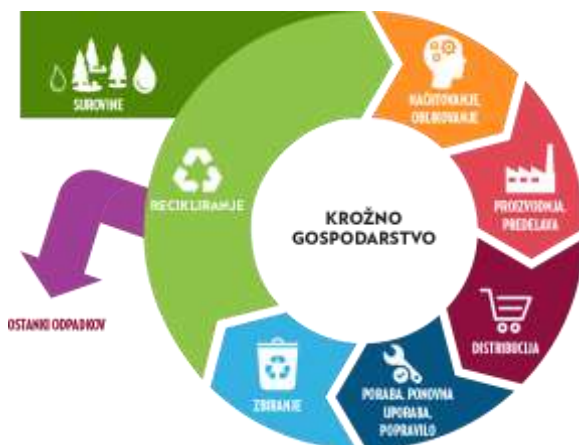 SUROVINE
NAČRTOVANJE,
OBLIKOVANJE
PROIZVODNJA,
PREDELAVA
DISTRIBUCIJA
PORABA, PONOVNA
UPORABA,
POPRAVILO
ZBIRANJE
RECIKLIRANJE
OSTANKI ODPADKOV
KROŽNO
GOSPODARSTVO